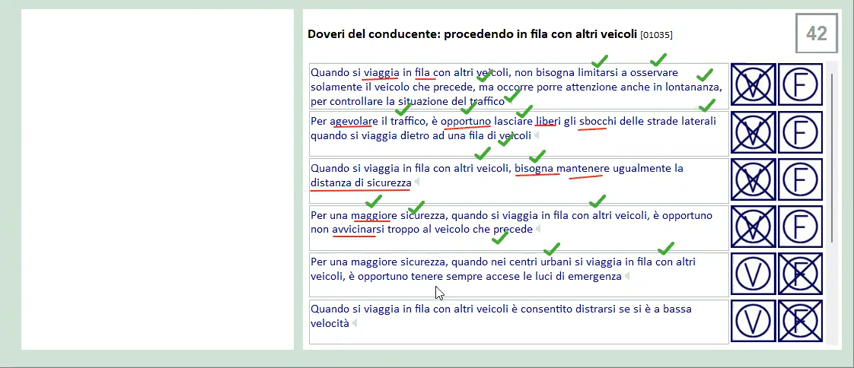 Doveri del conducente: procedendo in fila con altri veicoli [01035]
42
Quando si viaggia in fila con altri veicoli, non bisogna limitarsi a osservare
solamente il veicolo che precede, ma occorre porre attenzione anche in lontananza,
per controllare la situazione del traffico
V F
Per agevolare il traffico, è opportuno lasciare liberi gli sbocchi delle strade laterali
quando si viaggia dietro ad una fila di veicoli
V F
Quando si viaggia in fila con altri veicoli, bisogna mantenere ugualmente la
distanza di sicurezza
V F
Per una maggiore sicurezza, quando si viaggia in fila con altri veicoli, è opportuno
non avvicinarsi troppo al veicolo che precede
V F
Per una maggiore sicurezza, quando nei centri urbani si viaggia in fila con altri
veicoli, è opportuno tenere sempre accese le luci di emergenza
V F
Quando si viaggia in fila con altri veicoli è consentito distrarsi se si è a bassa
velocità
V F